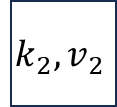 k₂, v₂